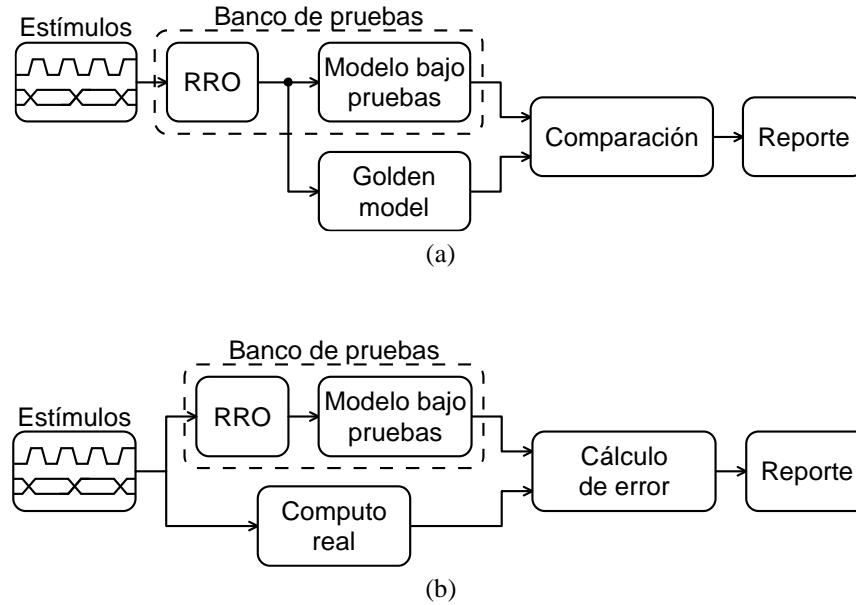 Banco de pruebas
Estímulos
RRO
Modelo bajo
pruebas
Comparación
Reporte
Golden
model
(a)
Banco de pruebas
Estímulos
RRO
Modelo bajo
pruebas
Cálculo
de error
Reporte
Computo
real
(b)